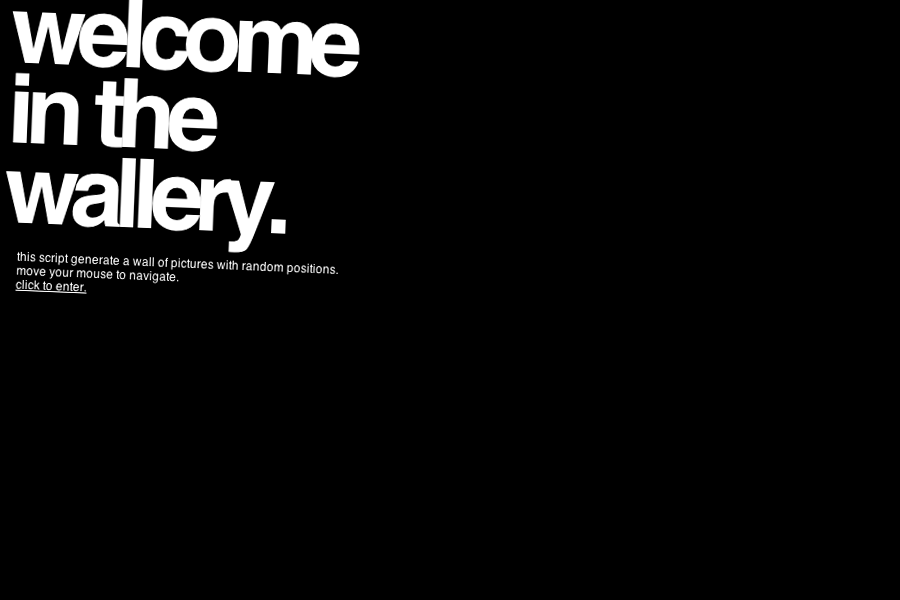 welcome
in the
wallery.
this script generate a wall of pictures with random positions.
move your mouse to navigate.
click to enter.